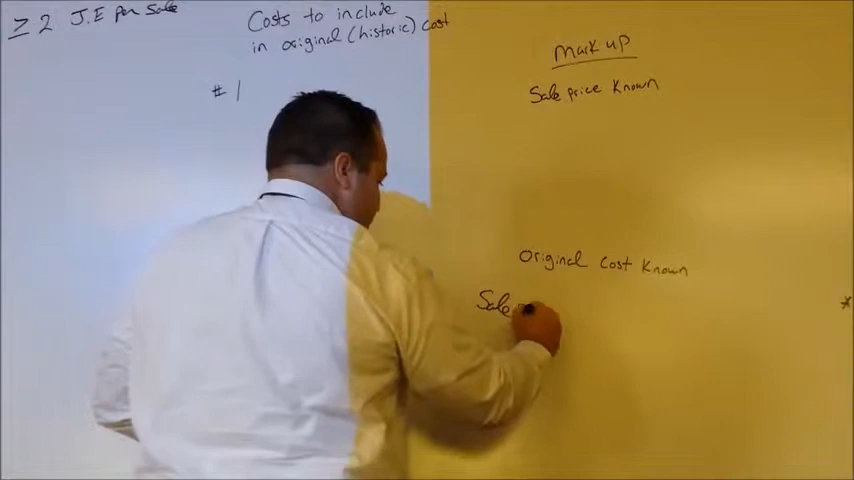 ≥ 2 J.E per Sale
Costs to include
in original (historic) cost
# 1
Mark up
Sale price Known
Original Cost Known
Sale
*